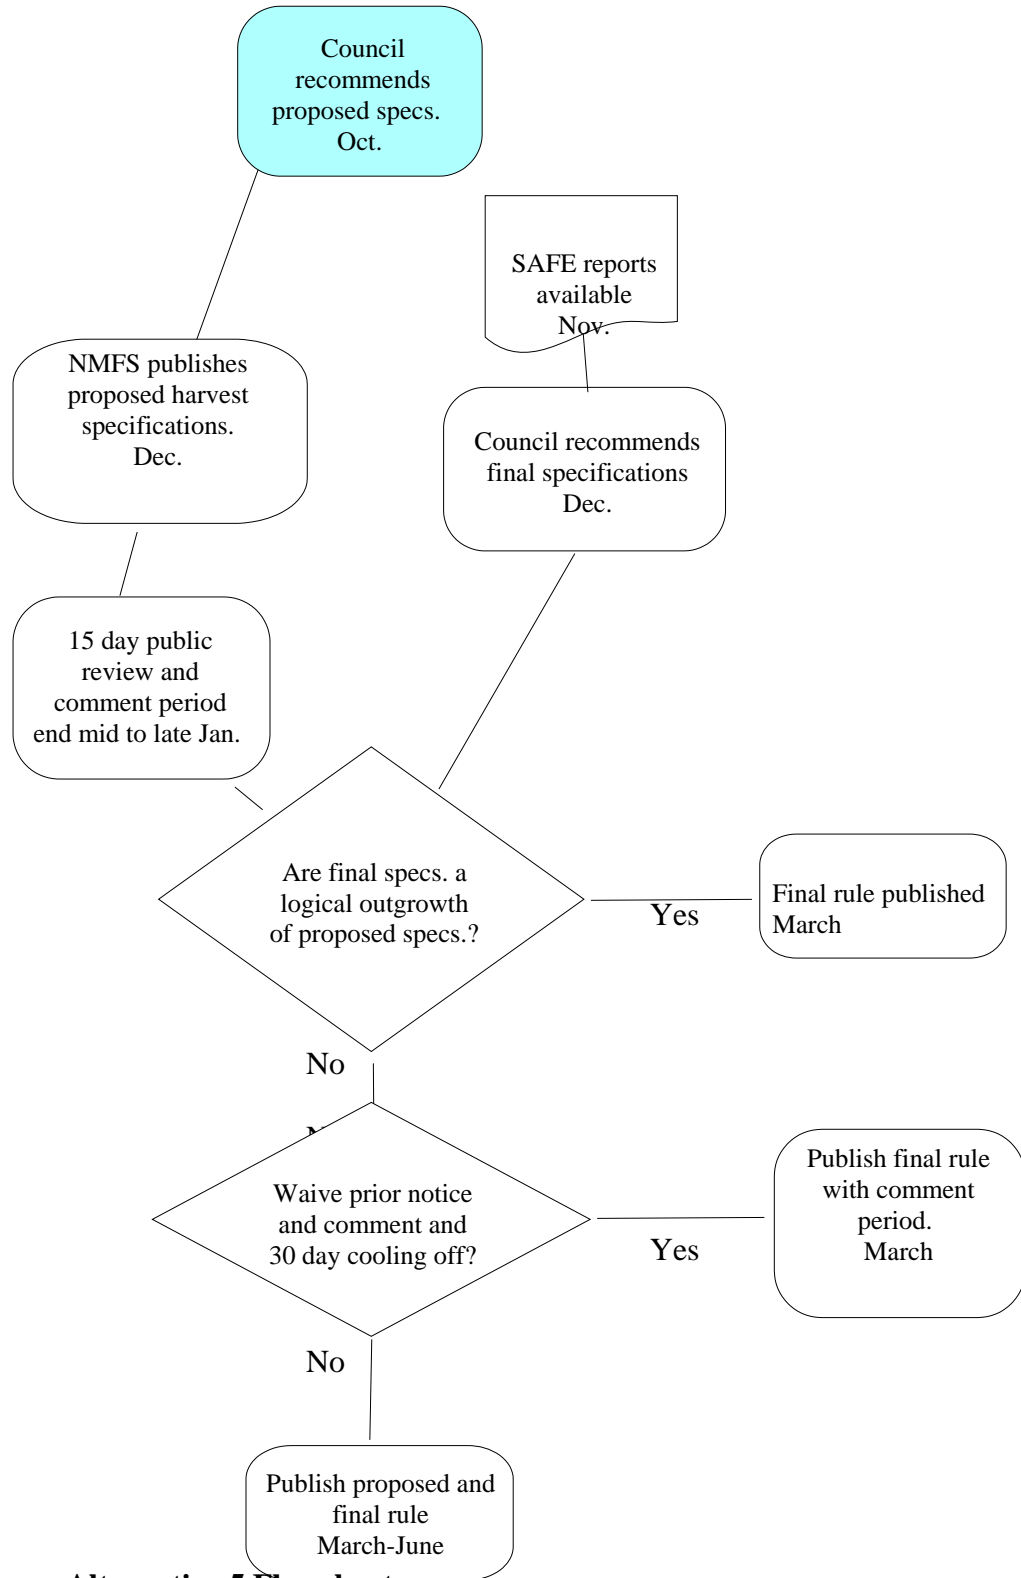 Council
recommends
proposed specs.
Oct.
SAFE reports
available
Nov.
NMFS publishes
proposed harvest
specifications.
Dec.
Council recommends
final specifications
Dec.
15 day public
review and
comment period
end mid to late Jan.
Are final specs. a
logical outgrowth
of proposed specs.?
Yes
Final rule published
March
No
Waive prior notice
and comment and
30 day cooling off?
Yes
Publish final rule
with comment
period.
March
No
Publish proposed and
final rule
March-June
5